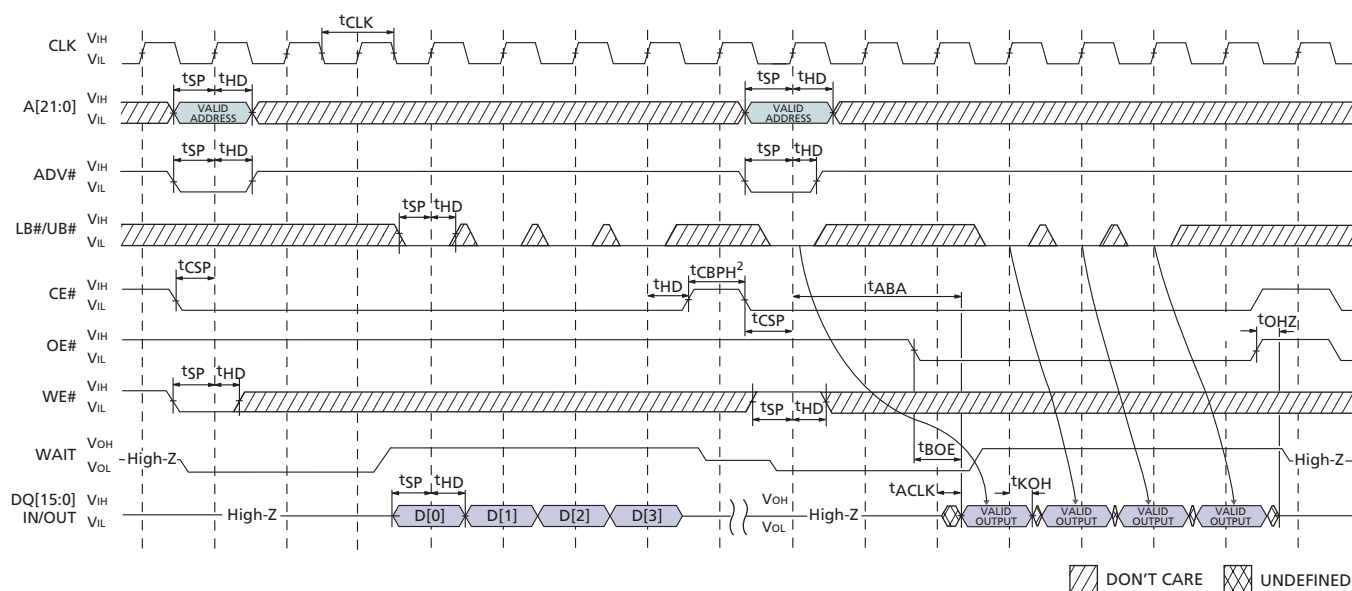 tCLK
CLK VIH
VIL
tSP tHD tSP tHD
A[21:0] VIH
VIL
VALID ADDRESS VALID ADDRESS
tSP tHD tSP tHD
ADV# VIH
VIL
tSP tHD
LB#/UB# VIH
VIL
tCSP tHD tCBPH2 tABA
CE# VIH
VIL
tCSP
tOHZ
OE# VIH
VIL
tSP tHD
WE# VIH
VIL
tSP tHD
WAIT VOH
VOL
High-Z tBOE High-Z
tSP tHD tACLK tKOH
DQ[15:0] VIH
IN/OUT VIL
High-Z D[0] D[1] D[2] D[3] VOH
VOL
High-Z VALID OUTPUT VALID OUTPUT VALID OUTPUT VALID OUTPUT
DON'T CARE UNDEFINED